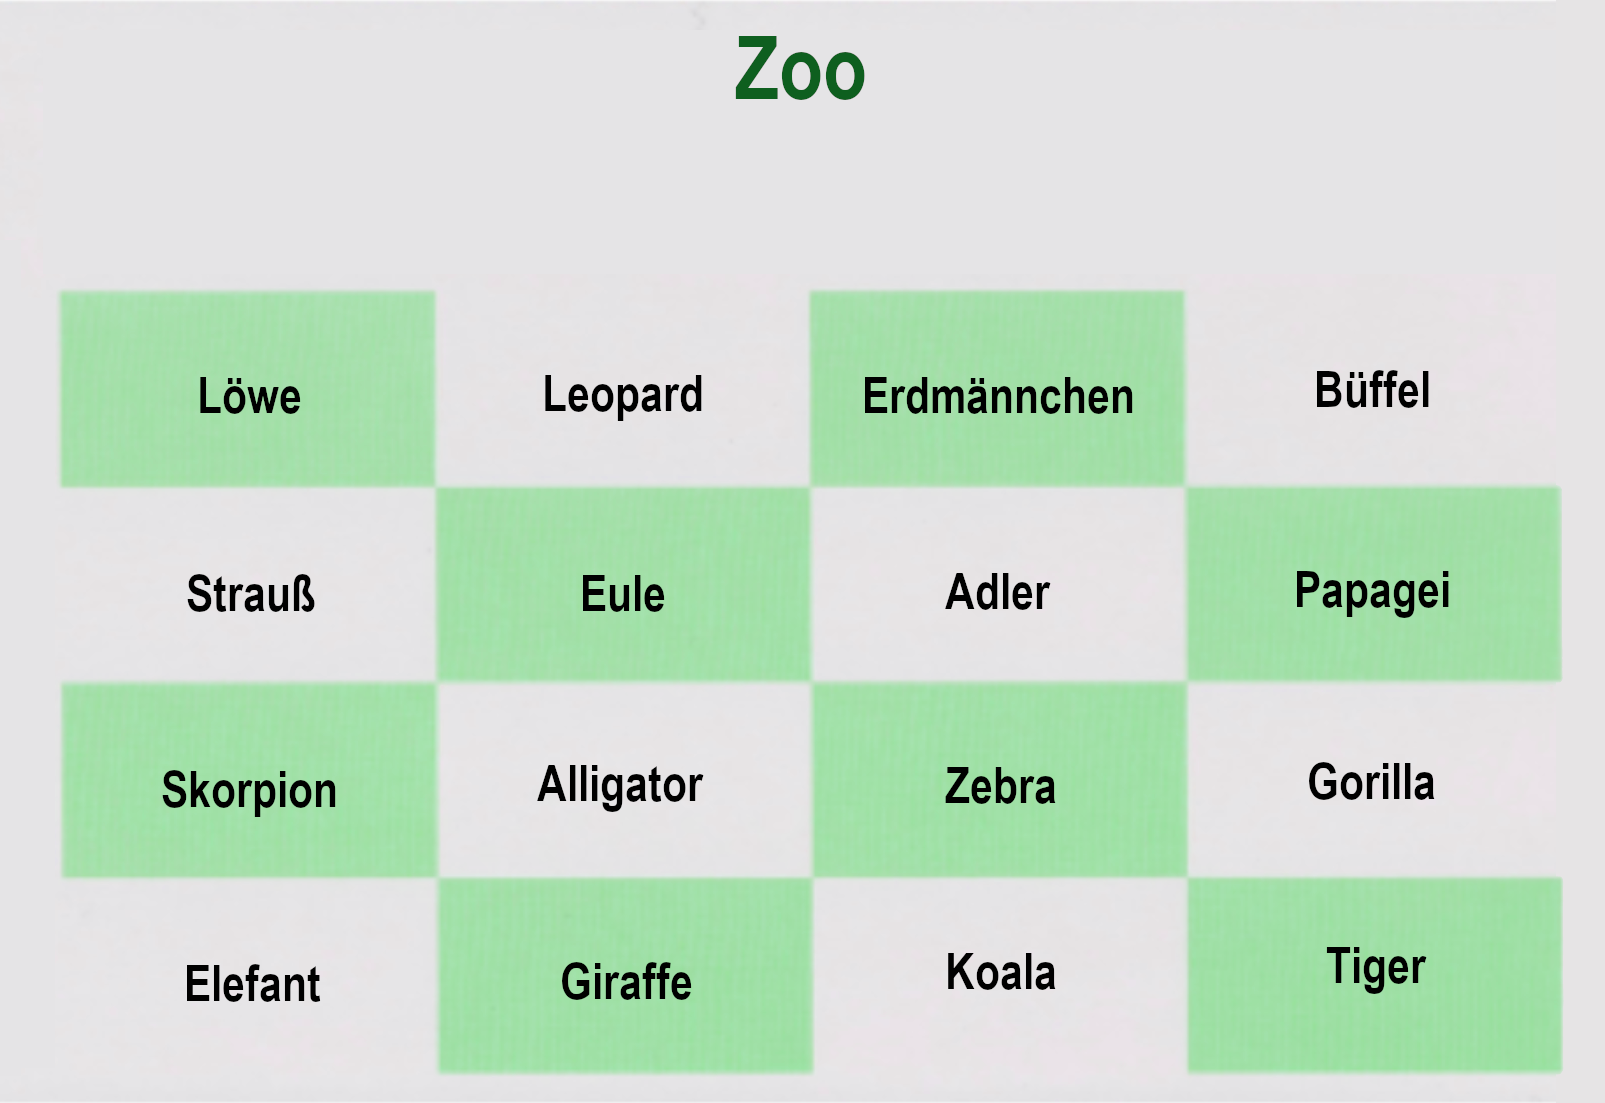 Zoo
Löwe Leopard Erdmännchen Büffel
Strauß Eule Adler Papagei
Skorpion Alligator Zebra Gorilla
Elefant Giraffe Koala Tiger